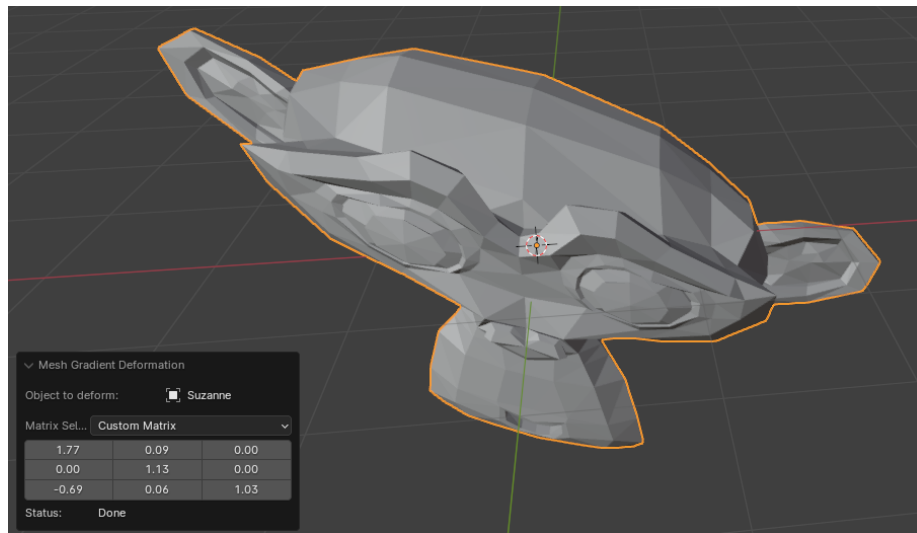 Mesh Gradient Deformation
Object to deform: Suzanne
Matrix Sel... Custom Matrix
1.77 0.09 0.00
0.00 1.13 0.00
-0.69 0.06 1.03
Status: Done